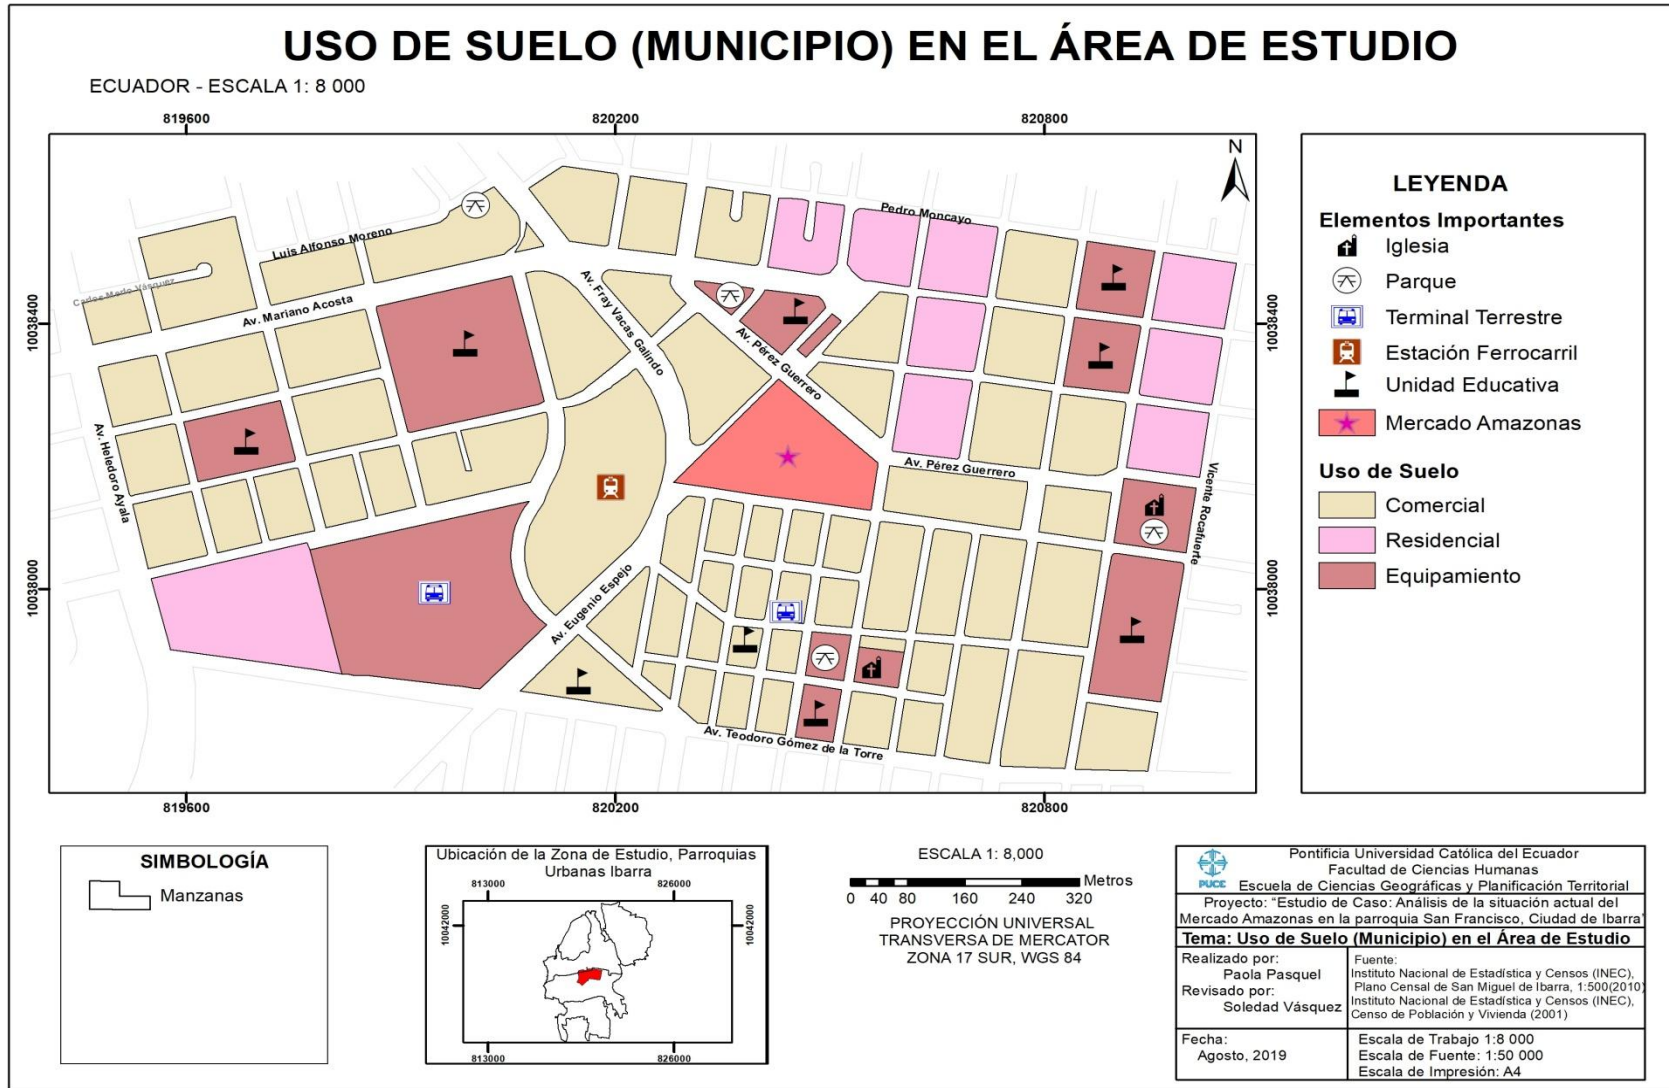 USO DE SUELO (MUNICIPIO) EN EL ÁREA DE ESTUDIO
ECUADOR - ESCALA 1: 8 000
819600
820200
820800
10038400
10038400
10038000
10038000
819600
820200
820800
N
Pedro Moncayo
Luis Alfonso Moreno
Carlos Merlo Vásquez
Av. Mariano Acosta
Av. Fray Vacas Galindo
Av. Pérez Guerrero
Av. Heledoro Ayala
Av. Pérez Guerrero
Vicente Rocafuerte
Av. Eugenio Espejo
Av. Teodoro Gómez de la Torre
LEYENDA
Elementos Importantes
Iglesia
Parque
Terminal Terrestre
Estación Ferrocarril
Unidad Educativa
Mercado Amazonas
Uso de Suelo
Comercial
Residencial
Equipamiento
SIMBOLOGÍA
Manzanas
Ubicación de la Zona de Estudio, Parroquias
Urbanas Ibarra
813000
826000
10042000
10042000
813000
826000
ESCALA 1: 8,000
Metros
0 40 80 160 240 320
PROYECCIÓN UNIVERSAL
TRANSVERSA DE MERCATOR
ZONA 17 SUR, WGS 84
PUCE
Pontificia Universidad Católica del Ecuador
Facultad de Ciencias Humanas
Escuela de Ciencias Geográficas y Planificación Territorial
Proyecto: “Estudio de Caso: Análisis de la situación actual del
Mercado Amazonas en la parroquia San Francisco, Ciudad de Ibarra"
Tema: Uso de Suelo (Municipio) en el Área de Estudio
Realizado por:
Paola Pasquel
Revisado por:
Soledad Vásquez
Fuente:
Instituto Nacional de Estadística y Censos (INEC),
Plano Censal de San Miguel de Ibarra, 1:500(2010)
Instituto Nacional de Estadística y Censos (INEC),
Censo de Población y Vivienda (2001)
Fecha:
Agosto, 2019
Escala de Trabajo 1:8 000
Escala de Fuente: 1:50 000
Escala de Impresión: A4